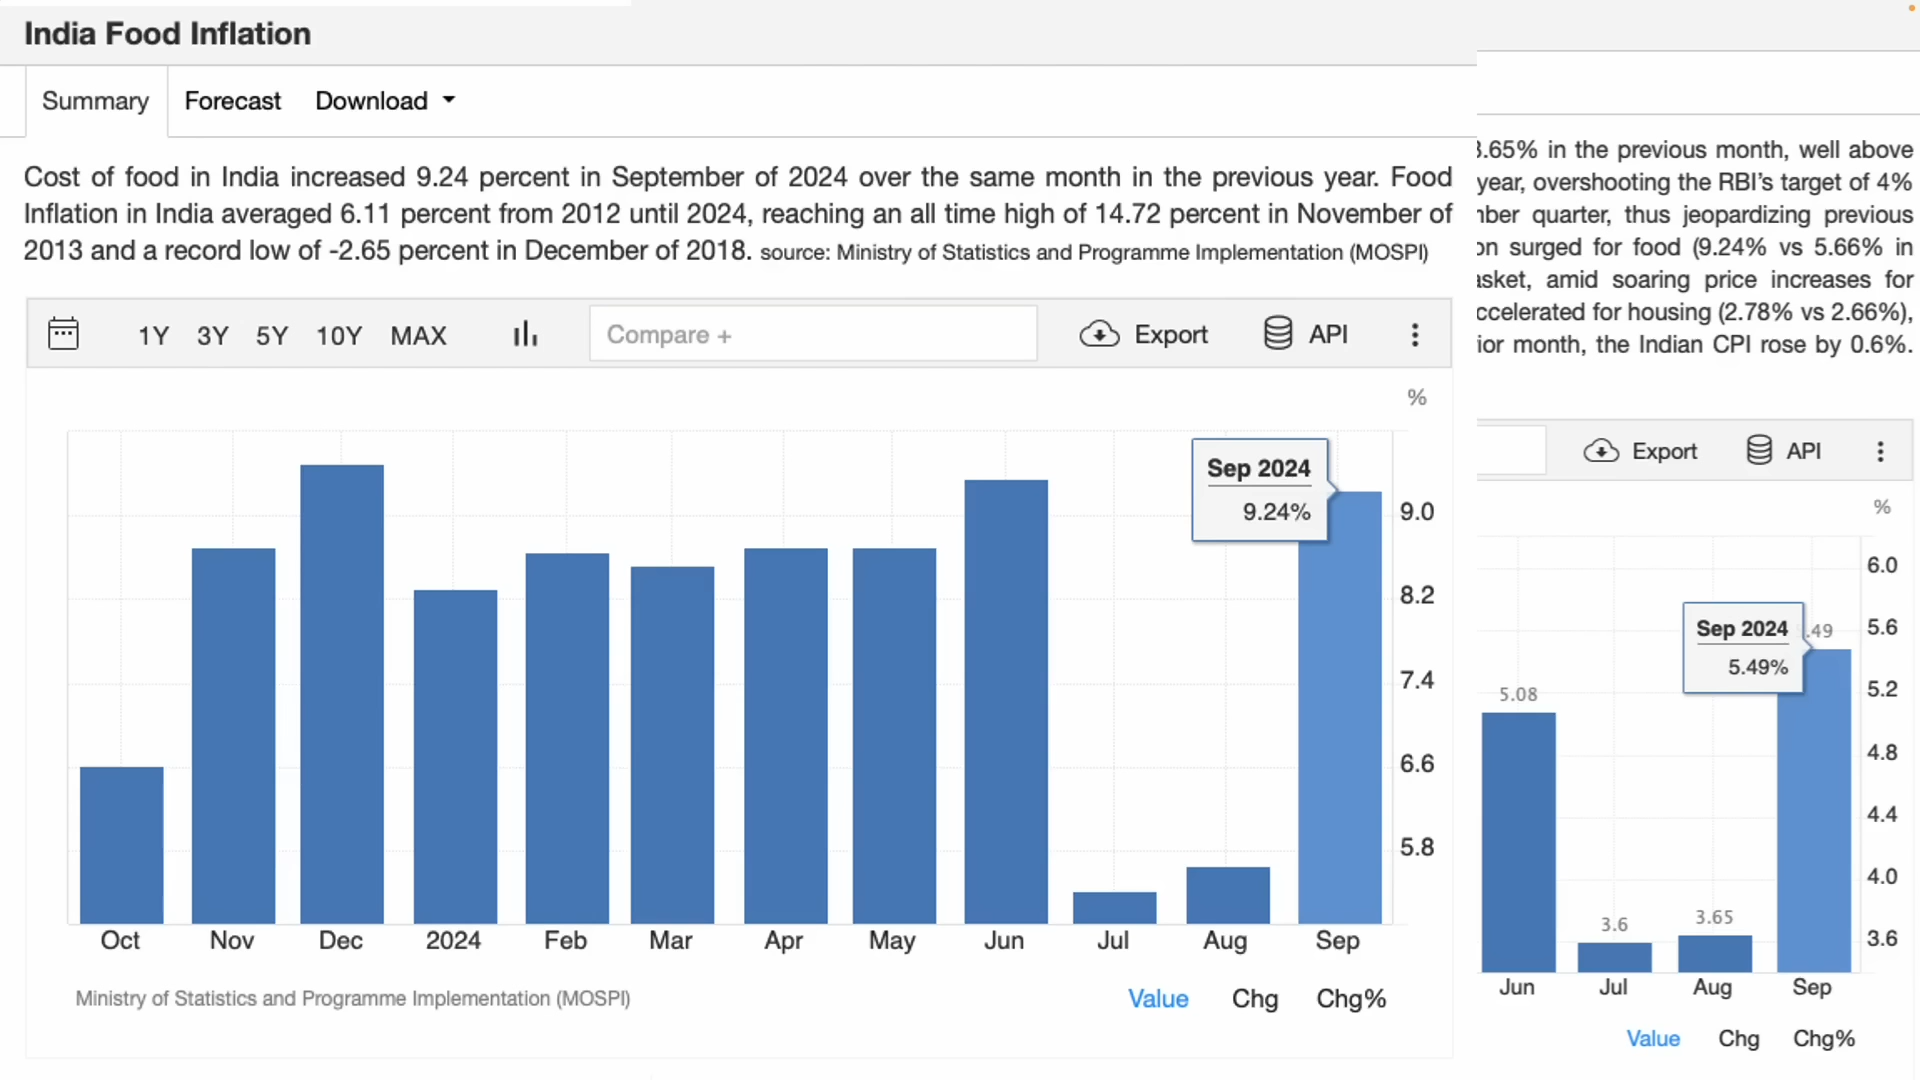 India Food Inflation
Summary Forecast Download
Cost of food in India increased 9.24 percent in September of 2024 over the same month in the previous year. Food
Inflation in India averaged 6.11 percent from 2012 until 2024, reaching an all time high of 14.72 percent in November of
2013 and a record low of -2.65 percent in December of 2018. source: Ministry of Statistics and Programme Implementation (MOSPI)
1Y 3Y 5Y 10Y MAX Compare + Export API
%
Sep 2024
9.24%
9.0
8.2
7.4
6.6
5.8
Oct Nov Dec 2024 Feb Mar Apr May Jun Jul Aug Sep
Ministry of Statistics and Programme Implementation (MOSPI)
Value Chg Chg%
3.65% in the previous month, well above
year, overshooting the RBI's target of 4%
quarter, thus jeopardizing previous
surged for food (9.24% vs 5.66% in
amid soaring price increases for
for housing (2.78% vs 2.66%),
month, the Indian CPI rose by 0.6%.
Export API
%
6.0
5.6
5.2
4.8
4.4
4.0
3.6
Sep 2024
5.49%
.49
5.08
3.6
3.65
Jun Jul Aug Sep
Value Chg Chg%